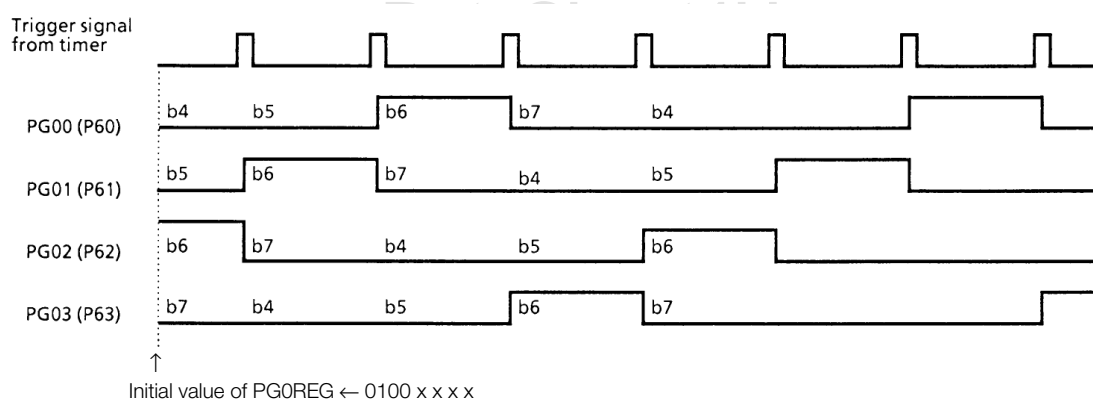 Trigger signal
from timer
PG00 (P60) b4 b5 b6 b7 b4
PG01 (P61) b5 b6 b7 b4 b5
PG02 (P62) b6 b7 b4 b5 b6
PG03 (P63) b7 b4 b5 b6 b7
↑
Initial value of PG0REG ← 0100 x x x x